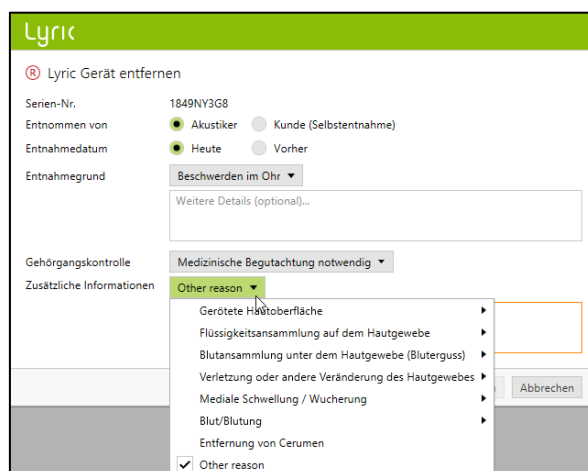 Lyric
® Lyric Gerät entfernen
Serien-Nr. 1849NY3G8
Entnommen von Akustiker Kunde (Selbstentnahme)
Entnahmedatum Heute Vorher
Entnahmegrund Beschwerden im Ohr
Weitere Details (optional)...
Gehörgangskontrolle Medizinische Begutachtung notwendig
Zusätzliche Informationen Other reason
Gerötete Hautoberfläche
Flüssigkeitsansammlung auf dem Hautgewebe
Blutansammlung unter dem Hautgewebe (Bluterguss)
Verletzung oder andere Veränderung des Hautgewebes
Abbrechen
Mediale Schwellung / Wucherung
Blut/Blutung
Entfernung von Cerumen
Other reason